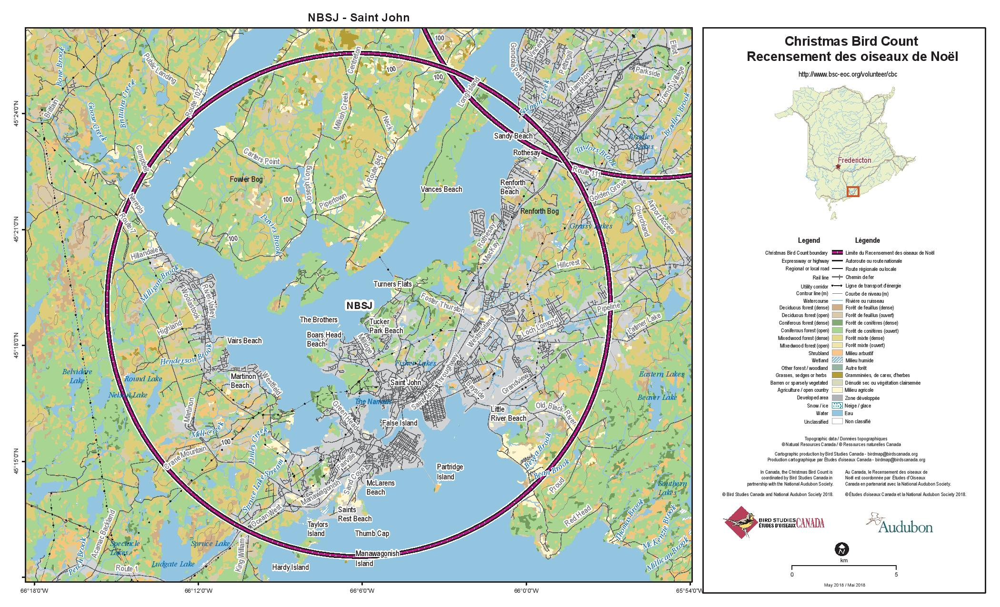 NBSJ - Saint John
100
100
100
100
100
100
Bone Brook
Public Landing
Goose Creek
Brittains Creek
Brittain
Route 102
Campbell
Nerepis
Route 7
Centreton
Milkish Creek
Neck
Long Island
Gondola Point
Vincent
Pettingill
Hampton
Elliot
Parkside
French Village
Salmon Creek
Bradley Brook
Bradley
Lakes
Sandy Beach
Rothesay
Taylors Brook
Route 111
Golden Grove
Airport Access
Churchland
Carters Point
Fowler Bog
Joseph Long
Route 845
Pipertown
Vances Beach
Renforth
Beach
Renforth Bog
Grassy Lakes
Davies Brook
Rothesay
MacKay
Hillcrest
Hillandale
Milligan Brook
Woolastook
River Valley
Highland
Turners Flats
Foster Thurston
NBSJ
The Brothers
Tucker
Park Beach
Boars Head
Beach
Millidge
Westmorland
Loch Lomond
Pipeline
Latimer Lake
Vairs Beach
Henderson Brook
Belvidere
Lake
Round Lake
Nelson Lake
Martinon
Beach
Westfield
Fisher Lakes
Saint John
Saint John Throughway
Bayside
Grandview
Eastern Lakes
Beaver Lake
The Narrows
Green Head
False Island
Little
River Beach
Old Black River
Martinon
Mill Creek
Crane Mountain
Finley Creek
Spruce Lake Stream
Fairville
Sand Cove
Manawagonish
Partridge
Island
McLarens
Beach
Beyea Brook
Bean Brook
Proud
Southern
Lakes
Red Head
Thomas Brook
McKenzie Brook
Millican Brook
Ocean West
Saints
Rest Beach
Taylors
Island
Thumb Cap
Manawagonish
Island
Hardy Island
King William
Acamac Backland
Perch Brook
Spectacle
Lakes
Spruce Lake
Ludgate Lake
Route 1
45°24'0"N
45°21'0"N
45°18'0"N
45°15'0"N
66°18'0"W
66°12'0"W
66°6'0"W
66°0'0"W
65°54'0"W
Christmas Bird Count
Recensement des oiseaux de Noël
http://www.bsc-eoc.org/volunteer/cbc
Fredericton
Legend Légende
Christmas Bird Count boundary Limite du Recensement des oiseaux de Noël
Expressway or highway Autoroute ou route nationale
Regional or local road Route régionale ou locale
Rail line Chemin de fer
Utility corridor Ligne de transport d'énergie
Contour line (m) Courbe de niveau (m)
Watercourse Rivière ou ruisseau
Deciduous forest (dense) Forêt de feuillus (dense)
Deciduous forest (open) Forêt de feuillus (ouvert)
Coniferous forest (dense) Forêt de conifères (dense)
Coniferous forest (open) Forêt de conifères (ouvert)
Mixedwood forest (dense) Forêt mixte (dense)
MIxedwood forest (open) Forêt mixte (ouvert)
Shrubland Milieu arbustif
Wetland Milieu humide
Other forest / woodland Autre forêt
Grasses, sedges or herbs Gramminées, de carex, d'herbes
Barren or sparsely vegetated Dénudé sec ou végétation clairsemée
Agriculture / open country Milieu agricole
Developed area Zone développée
Snow / ice Neige / glace
Water Eau
Unclassified Non classifié
Topographic data / Données topographiques
© Natural Resources Canada / © Ressources naturelles Canada
Cartographic production by Bird Studies Canada - birdmap@birdscanada.org
Production cartographique par Études d'oiseaux Canada - birdmap@birdscanada.org
In Canada, the Christmas Bird Count is
coordinated by Bird Studies Canada in
partnership with the National Audubon Society.
Au Canada, le Recensement des oiseaux de
Noël est coordonnée par Études d'Oiseaux
Canada en partenariat avec la National Audubon Society.
© Bird Studies Canada and National Audubon Society 2018.
© Études d'oiseaux Canada et la National Audubon Society 2018.
BIRD STUDIES
ÉTUDES D'OISEAUX CANADA
Audubon
N
km
0 5
May 2018 / Mai 2018